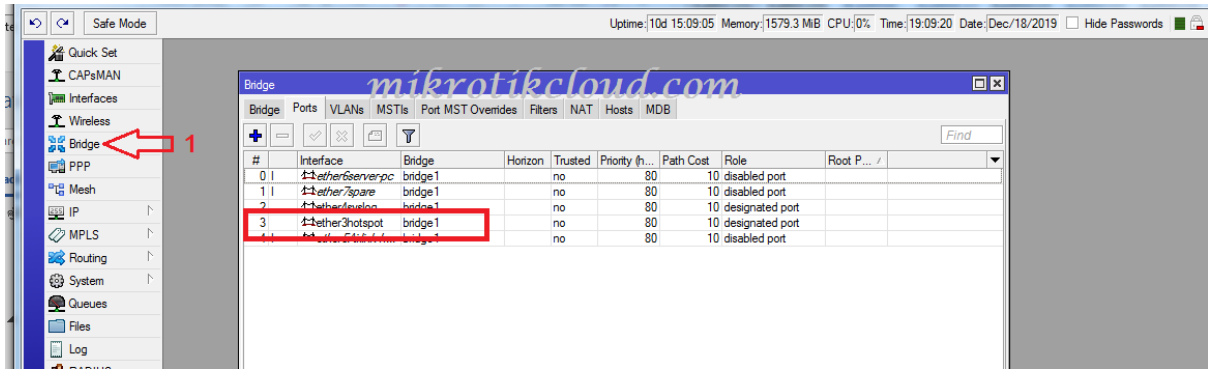 Safe Mode
Uptime: 10d 15:09:05 Memory: 1579.3 MiB CPU: 0% Time: 19:09:20 Date: Dec/18/2019 Hide Passwords
Quick Set
CAPsMAN
Interfaces
Wireless
Bridge
1
PPP
Mesh
IP
MPLS
Routing
System
Queues
Files
Log
Bridge
mikrotikcloud.com
Bridge Ports VLANs MSTIs Port MST Overrides Filters NAT Hosts MDB
Find
# Interface Bridge Horizon Trusted Priority (h... Path Cost Role Root P...
0 I ether6server-pc bridge1 no 80 10 disabled port
1 I ether7spare bridge1 no 80 10 disabled port
2 ether4syslog bridge1 no 80 10 designated port
3 ether3hotspot bridge1 no 80 10 designated port
4 I bridge1 no 80 10 disabled port